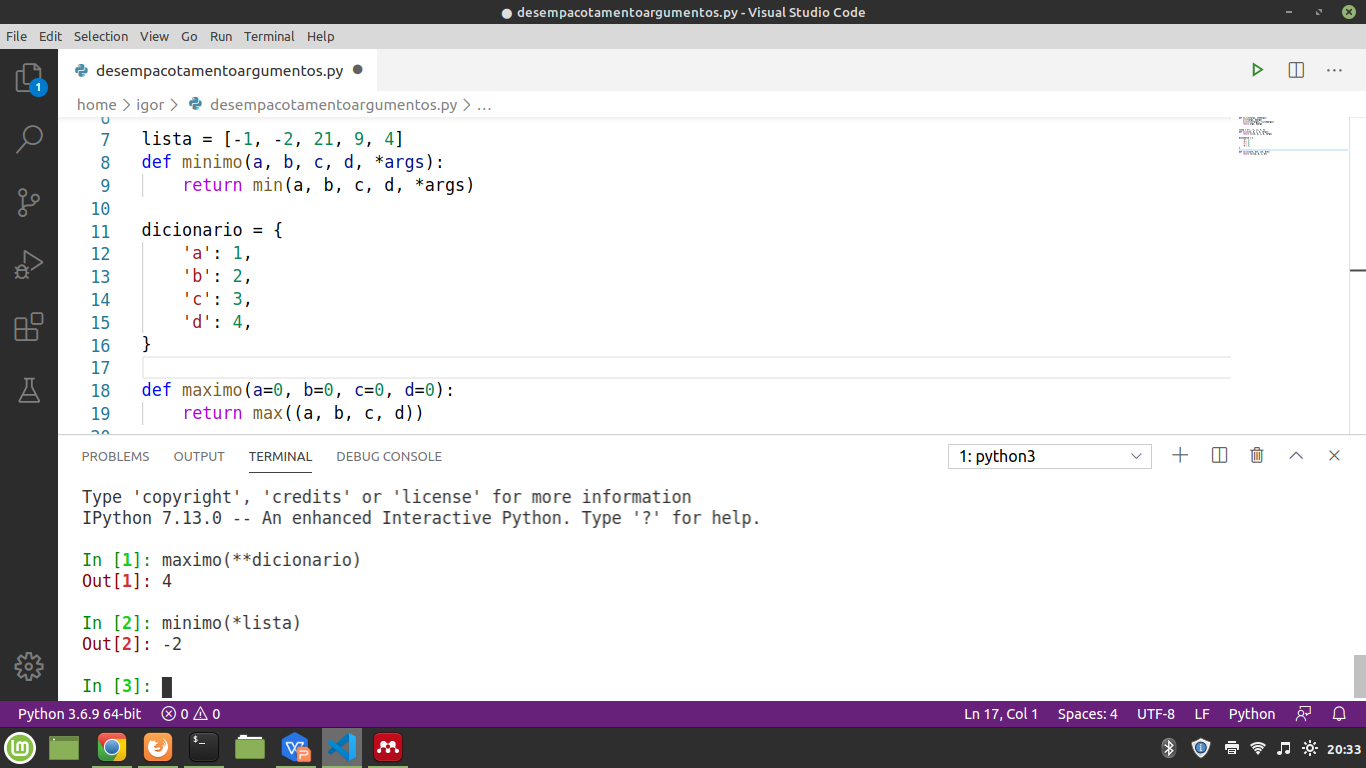 desempacotamentoargumentos.py - Visual Studio Code
File Edit Selection View Go Run Terminal Help
1
desempacotamentoargumentos.py
home > igor > desempacotamentoargumentos.py > ...
6
7 lista = [-1, -2, 21, 9, 4]
8 def minimo(a, b, c, d, *args):
9 return min(a, b, c, d, *args)
10
11 dicionario = {
12 'a': 1,
13 'b': 2,
14 'c': 3,
15 'd': 4,
16 }
17
18 def maximo(a=0, b=0, c=0, d=0):
19 return max((a, b, c, d))
20
PROBLEMS OUTPUT TERMINAL DEBUG CONSOLE 1: python3
Type 'copyright', 'credits' or 'license' for more information
IPython 7.13.0 -- An enhanced Interactive Python. Type '?' for help.
In [1]: maximo(**dicionario)
Out[1]: 4
In [2]: minimo(*lista)
Out[2]: -2
In [3]:
Python 3.6.9 64-bit 0 0 Ln 17, Col 1 Spaces: 4 UTF-8 LF Python
20:33